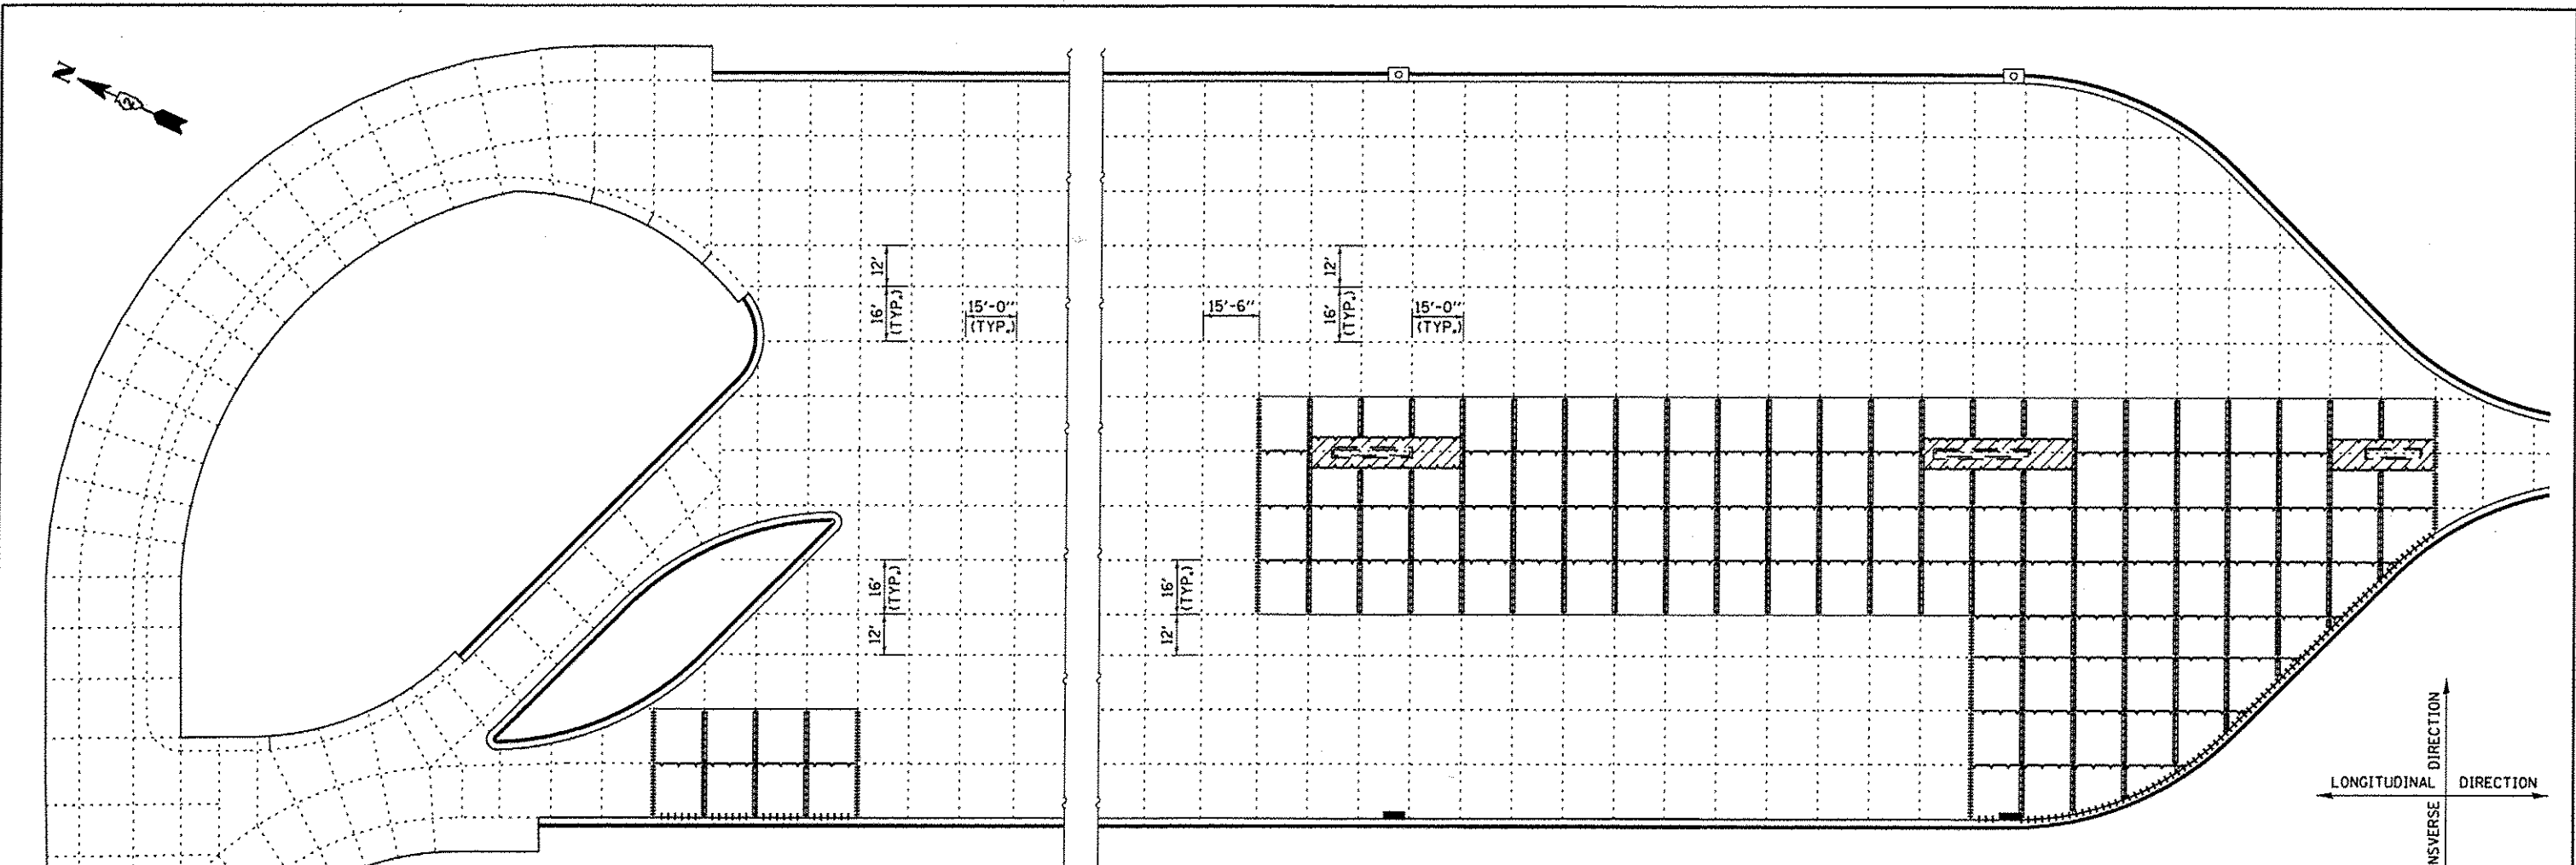 N
2
12'
16'
(TYP.)
15'-0"
(TYP.)
15'-6"
12'
16'
(TYP.)
15'-0"
(TYP.)
16'
(TYP.)
12'
16'
(TYP.)
12'
LONGITUDINAL DIRECTION
NSVERSE DIRECTION